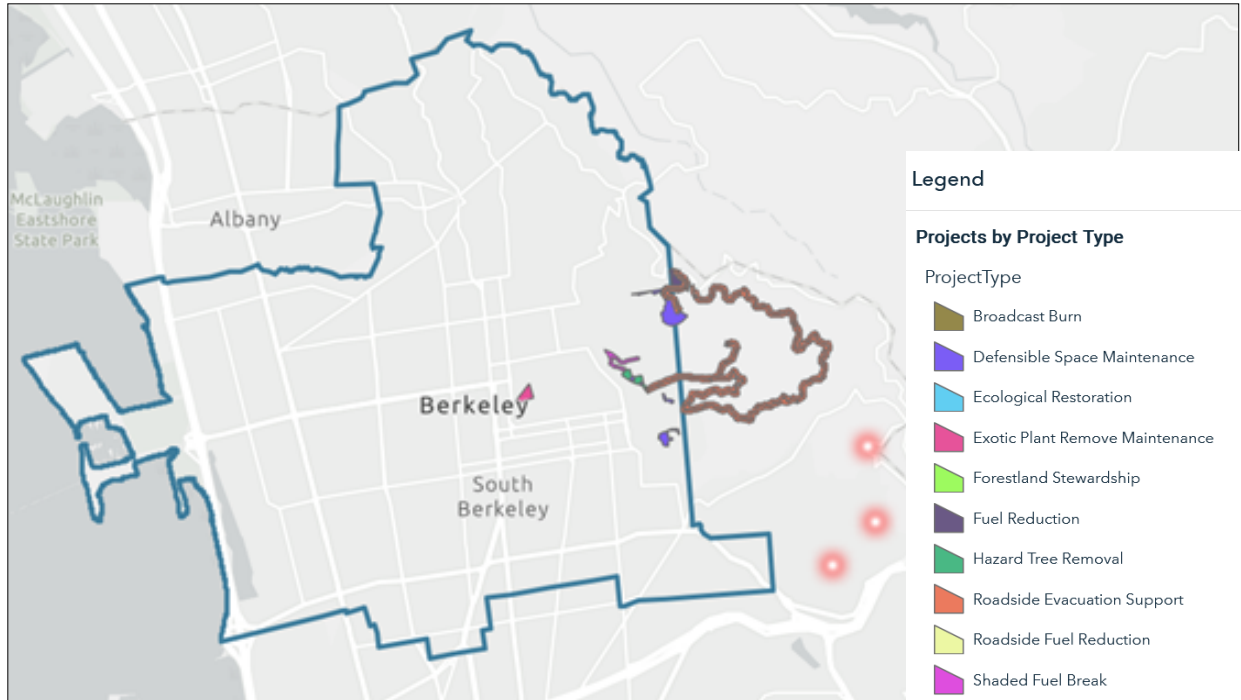 McLaughlin
Eastshore
State Park
Albany
Berkeley
South
Berkeley
Legend
Projects by Project Type
ProjectType
Broadcast Burn
Defensible Space Maintenance
Ecological Restoration
Exotic Plant Remove Maintenance
Forestland Stewardship
Fuel Reduction
Hazard Tree Removal
Roadside Evacuation Support
Roadside Fuel Reduction
Shaded Fuel Break